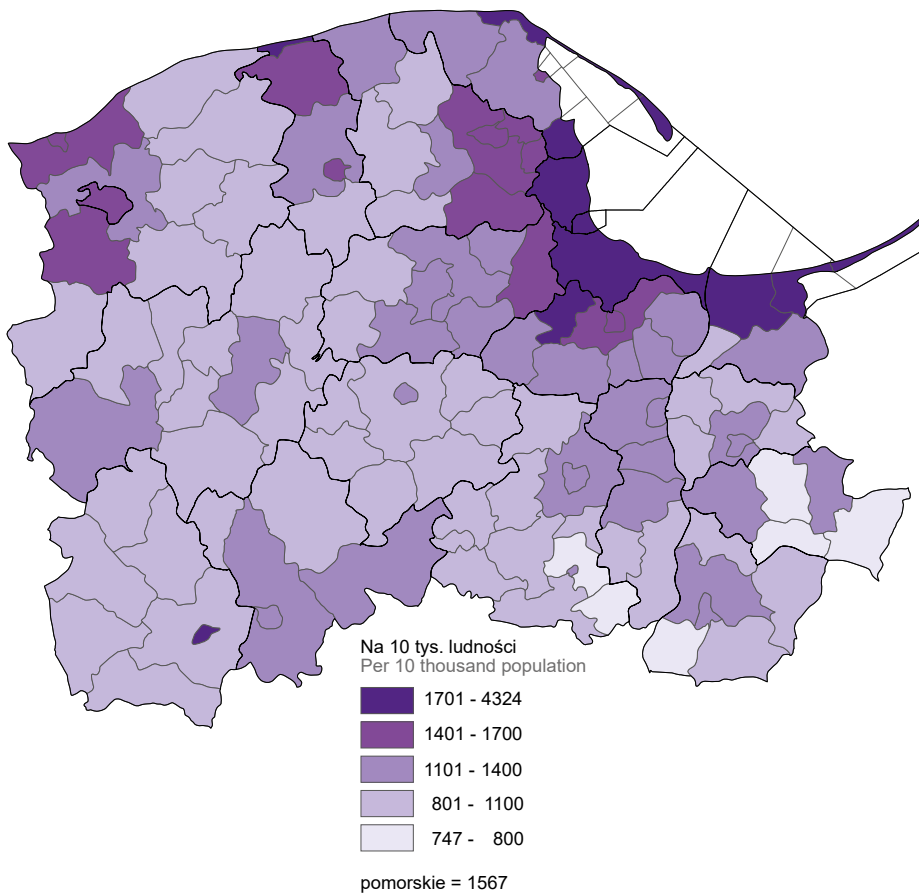 Na 10 tys. ludności
Per 10 thousand population
1701 - 4324
1401 - 1700
1101 - 1400
801 - 1100
747 - 800
pomorskie = 1567